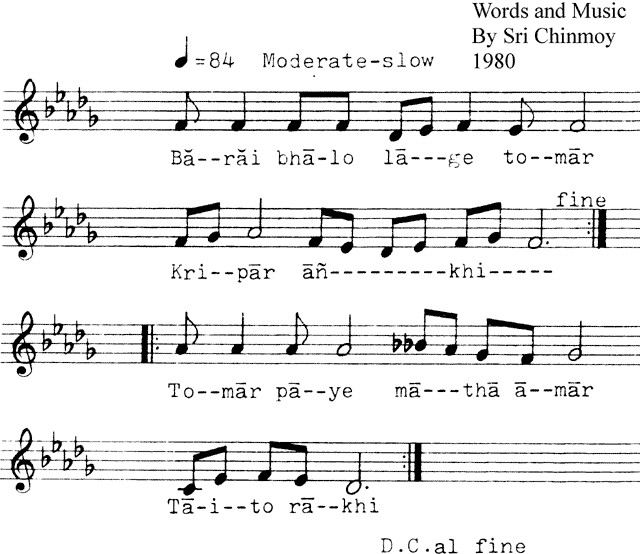 Words and Music
By Sri Chinmoy
1980
♩=84 Moderate-slow
Bă--răi bhā-lo lā---ge to--mār
fine
Kri--pār āñ---------khi-----
To--mār pā--ye mā---thā ā--mār
Tā-i--to rā--khi
D.C.al fine